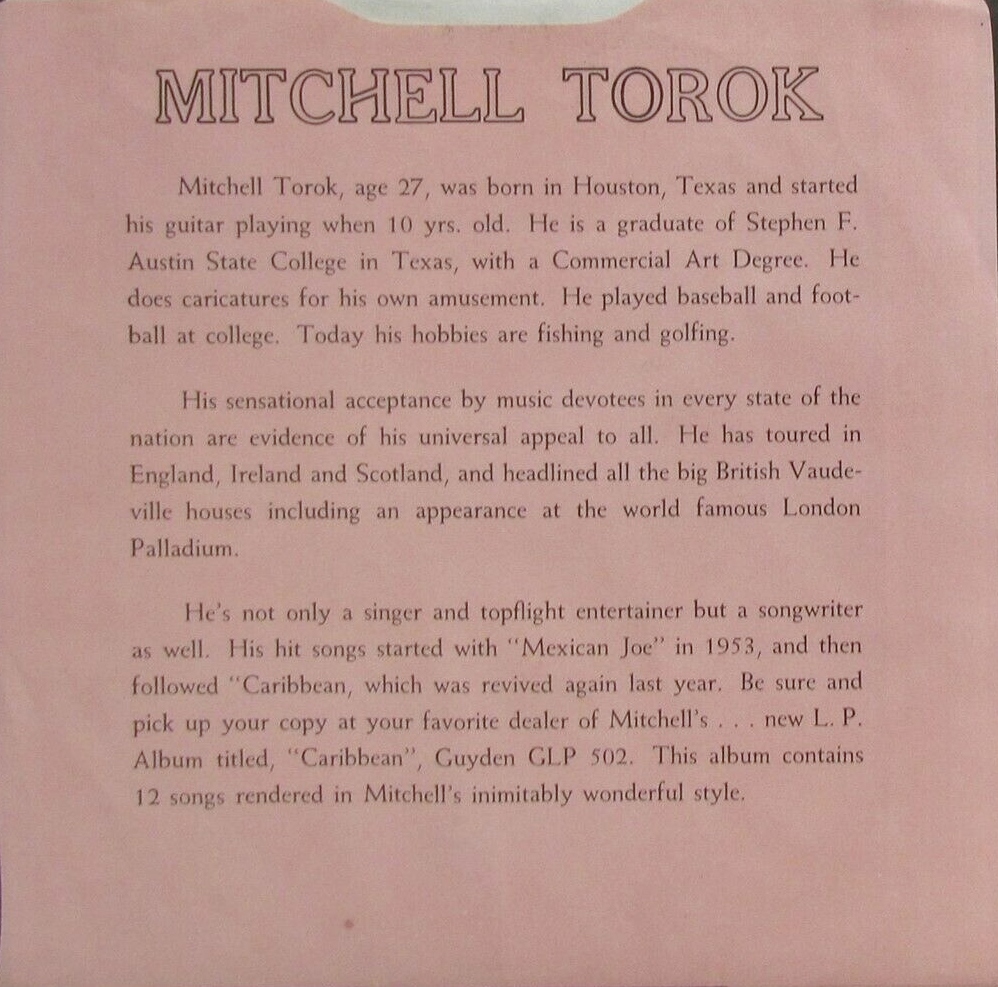 MITCHELL TOROK
Mitchell Torok, age 27, was born in Houston, Texas and started
his guitar playing when 10 yrs. old. He is a graduate of Stephen F.
Austin State College in Texas, with a Commercial Art Degree. He
does caricatures for his own amusement. He played baseball and foot-
ball at college. Today his hobbies are fishing and golfing.
His sensational acceptance by music devotees in every state of the
nation are evidence of his universal appeal to all. He has toured in
England, Ireland and Scotland, and headlined all the big British Vaude-
ville houses including an appearance at the world famous London
Palladium.
He's not only a singer and topflight entertainer but a songwriter
as well. His hit songs started with "Mexican Joe" in 1953, and then
followed "Caribbean, which was revived again last year. Be sure and
pick up your copy at your favorite dealer of Mitchell's . . . new L. P.
Album titled, "Caribbean", Guyden GLP 502. This album contains
12 songs rendered in Mitchell's inimitably wonderful style.